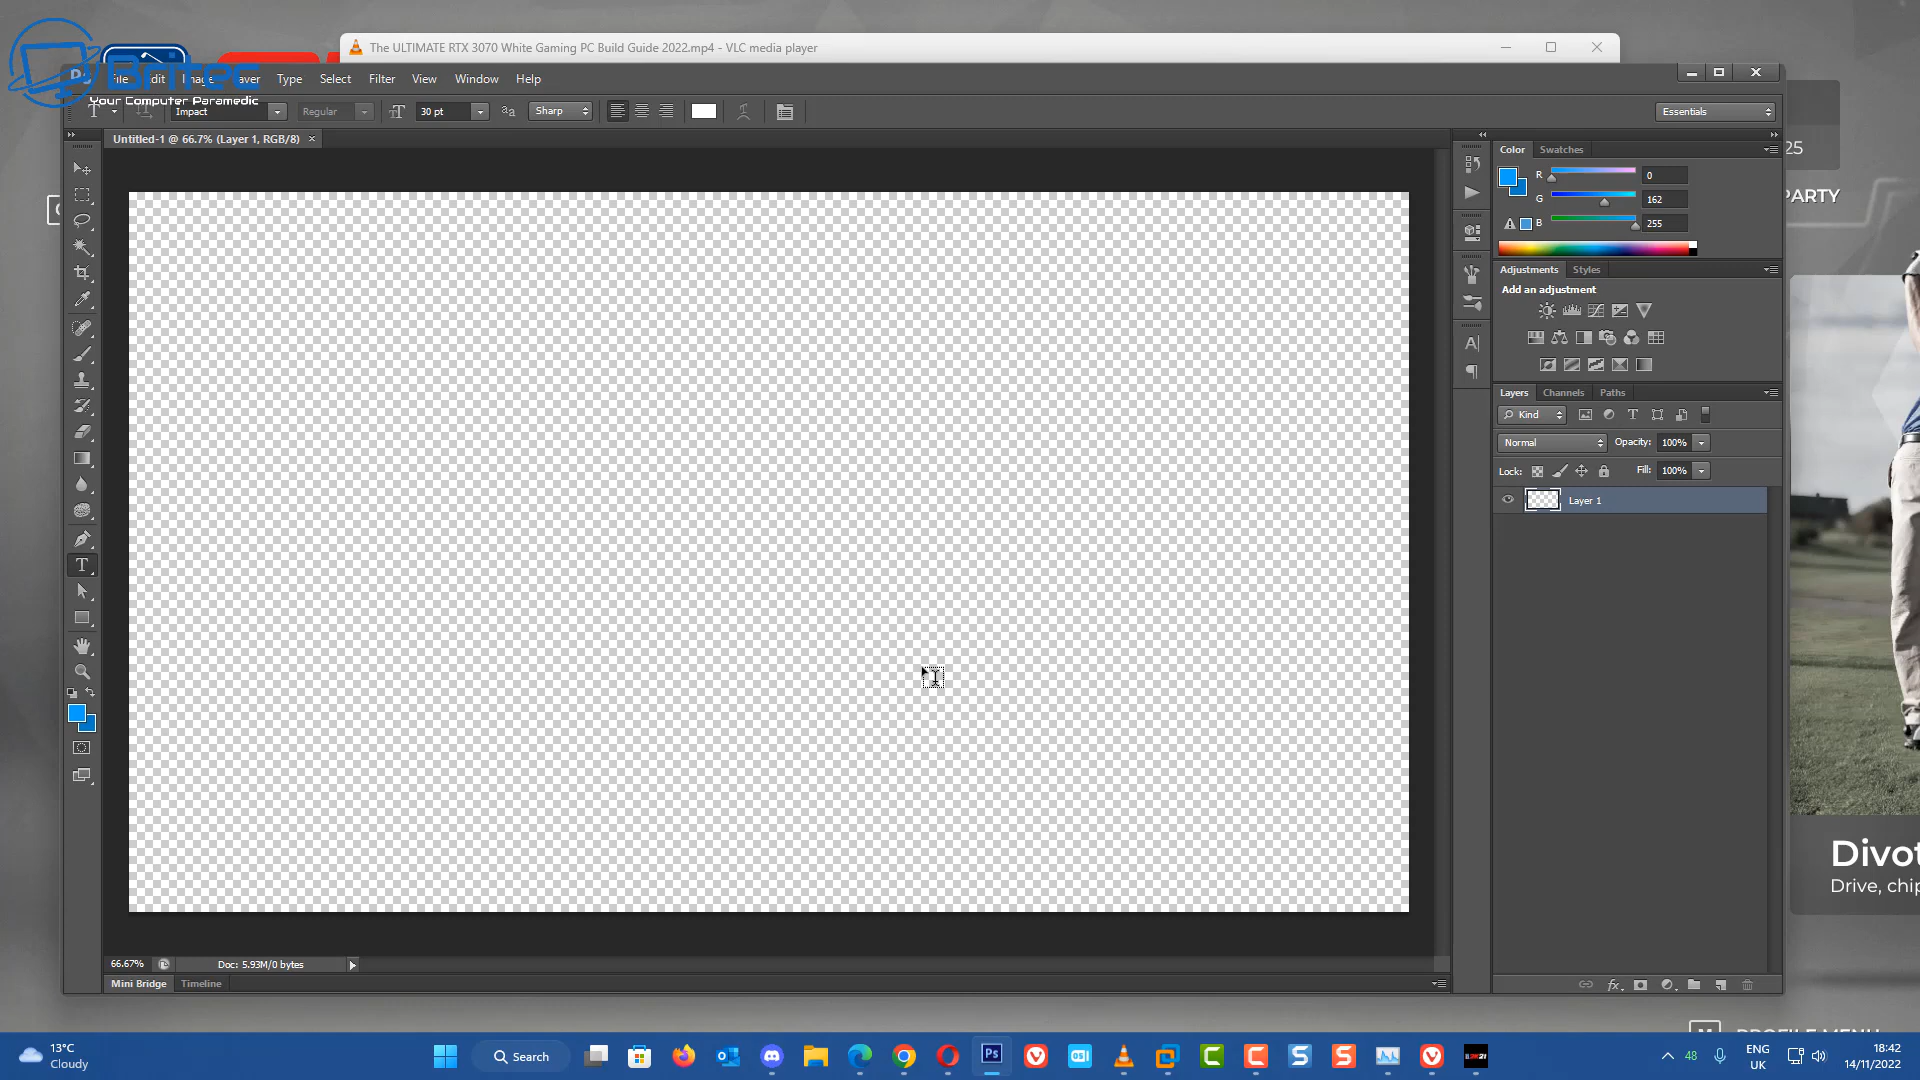 The ULTIMATE RTX 3070 White Gaming PC Build Guide 2022.mp4 - VLC media player
Britec
Your Computer Paramedic
File Edit Image Layer Type Select Filter View Window Help
Impact Regular 30 pt Sharp Essentials
Untitled-1 @ 66.7% (Layer 1, RGB/8)
Color Swatches
R 0
G 162
B 255
25
PARTY
Adjustments Styles
Add an adjustment
Layers Channels Paths
Kind
Normal Opacity: 100%
Lock: Fill: 100%
Layer 1
Divot
Drive, chip
66.67% Doc: 5.93M/0 bytes
Mini Bridge Timeline
PROFILE MENU
13°C
Cloudy
Search
Ps
48
ENG
UK
18:42
14/11/2022